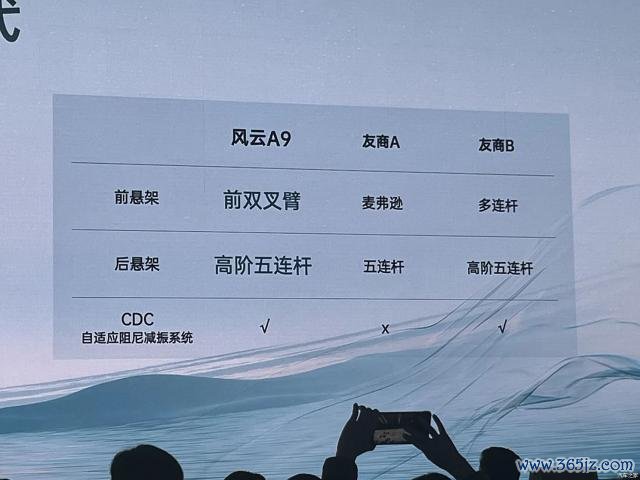 代
风云A9 友商A 友商B
前悬架 前双叉臂 麦弗逊 多连杆
后悬架 高阶五连杆 五连杆 高阶五连杆
CDC
自适应阻尼减振系统 √ x √
www.365jz.com